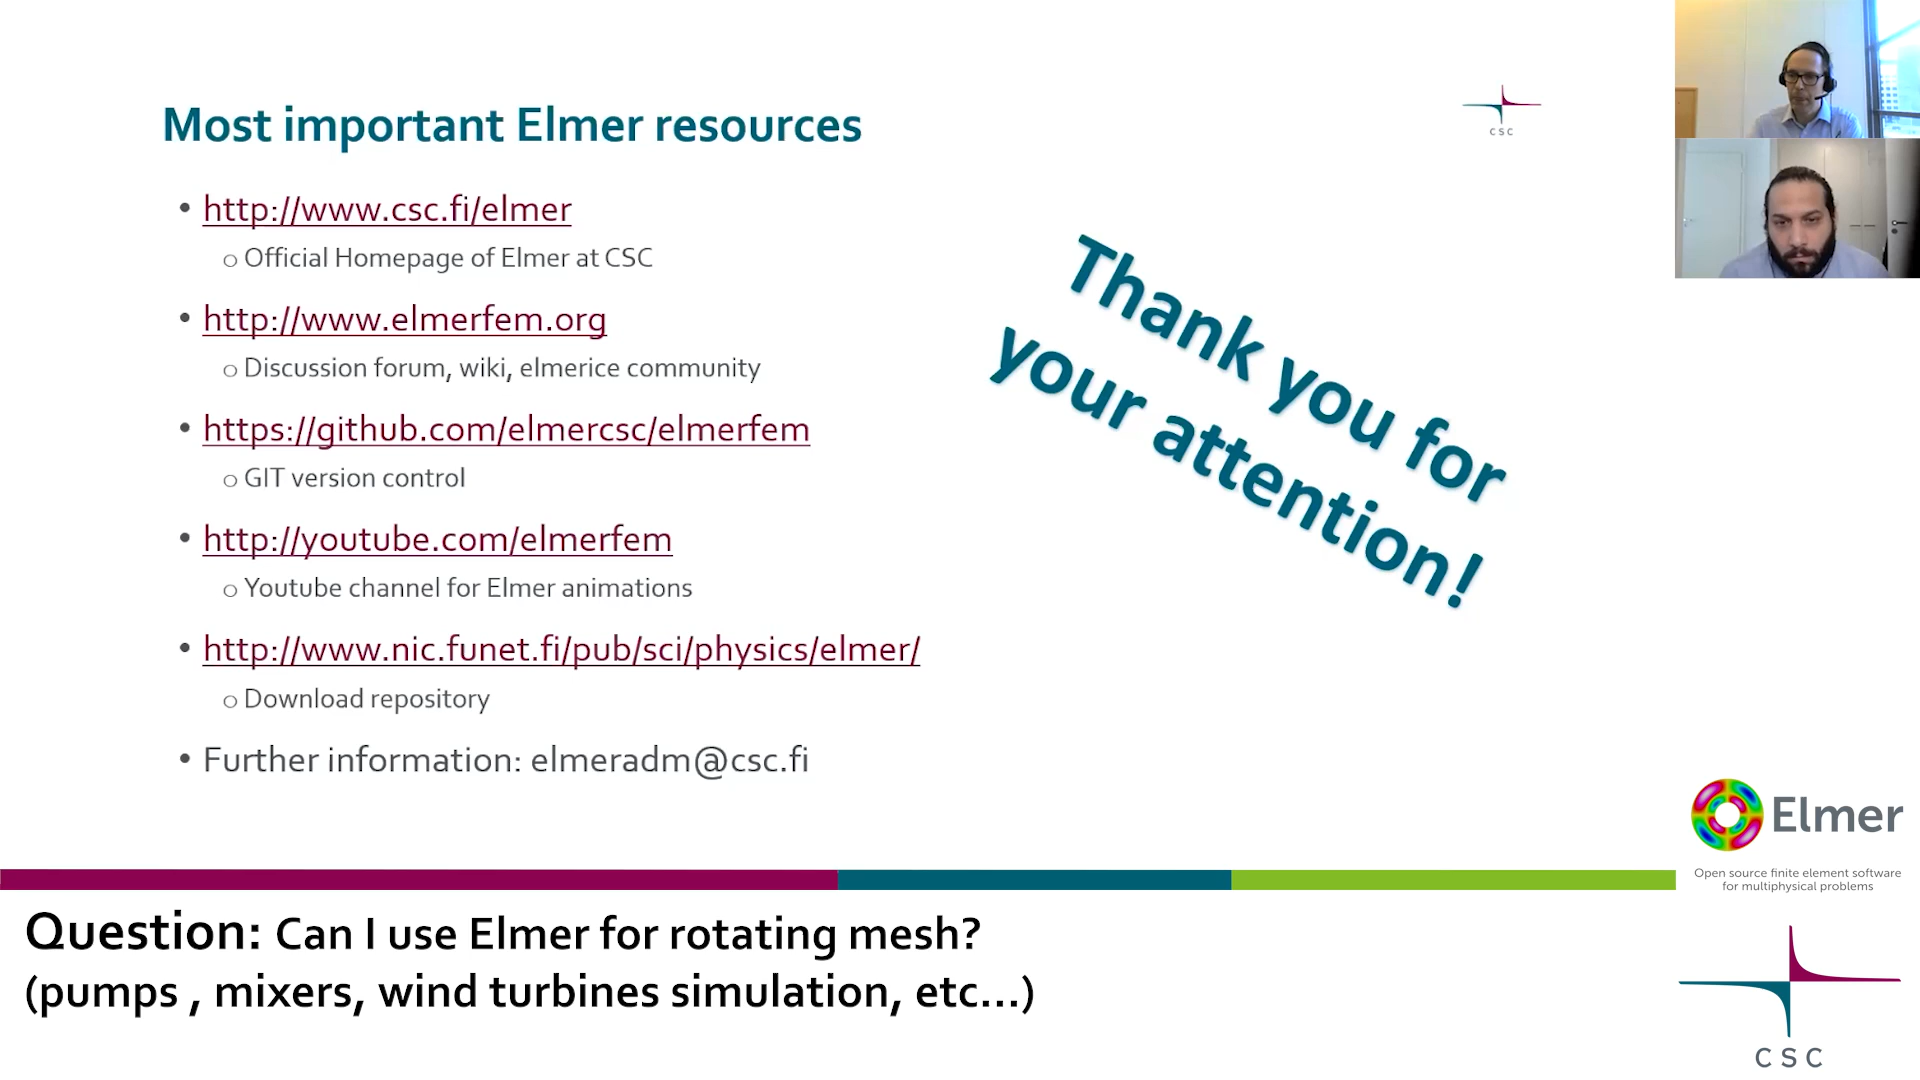 Most important Elmer resources
CSC
• http://www.csc.fi/elmer
o Official Homepage of Elmer at CSC
• http://www.elmerfem.org
o Discussion forum, wiki, elmerice community
• https://github.com/elmercsc/elmerfem
o GIT version control
• http://youtube.com/elmerfem
o Youtube channel for Elmer animations
• http://www.nic.funet.fi/pub/sci/physics/elmer/
o Download repository
• Further information: elmeradm@csc.fi
Thank you for
your attention!
Elmer
Open source finite element software
for multiphysical problems
Question: Can I use Elmer for rotating mesh?
(pumps , mixers, wind turbines simulation, etc...)
CSC